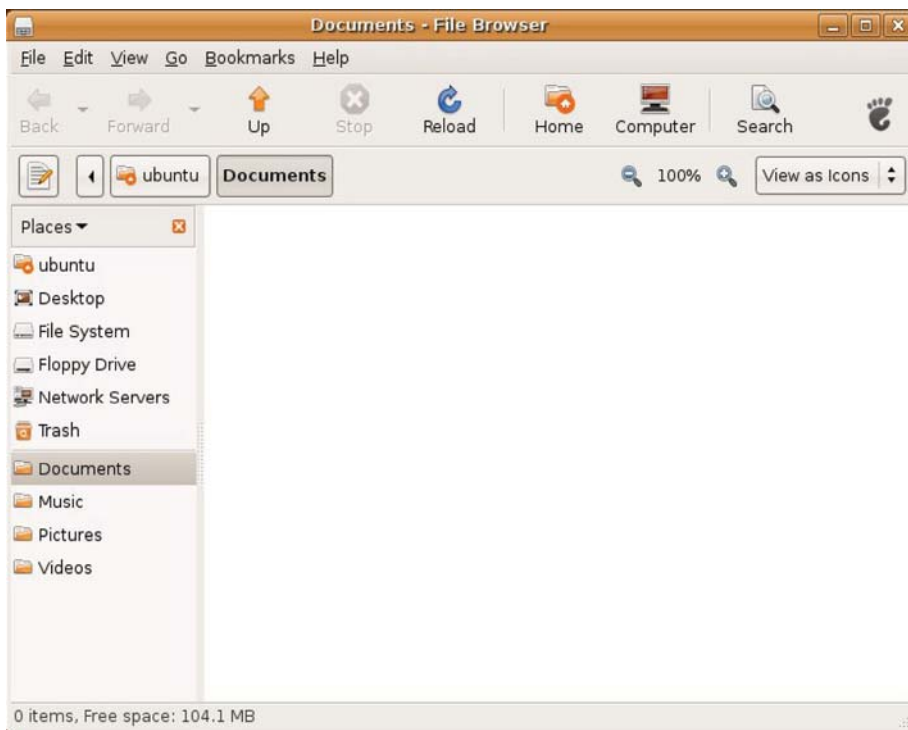 Documents - File Browser
File Edit View Go Bookmarks Help
Back Forward Up Stop Reload Home Computer Search
ubuntu Documents 100% View as Icons
Places
ubuntu
Desktop
File System
Floppy Drive
Network Servers
Trash
Documents
Music
Pictures
Videos
0 items, Free space: 104.1 MB